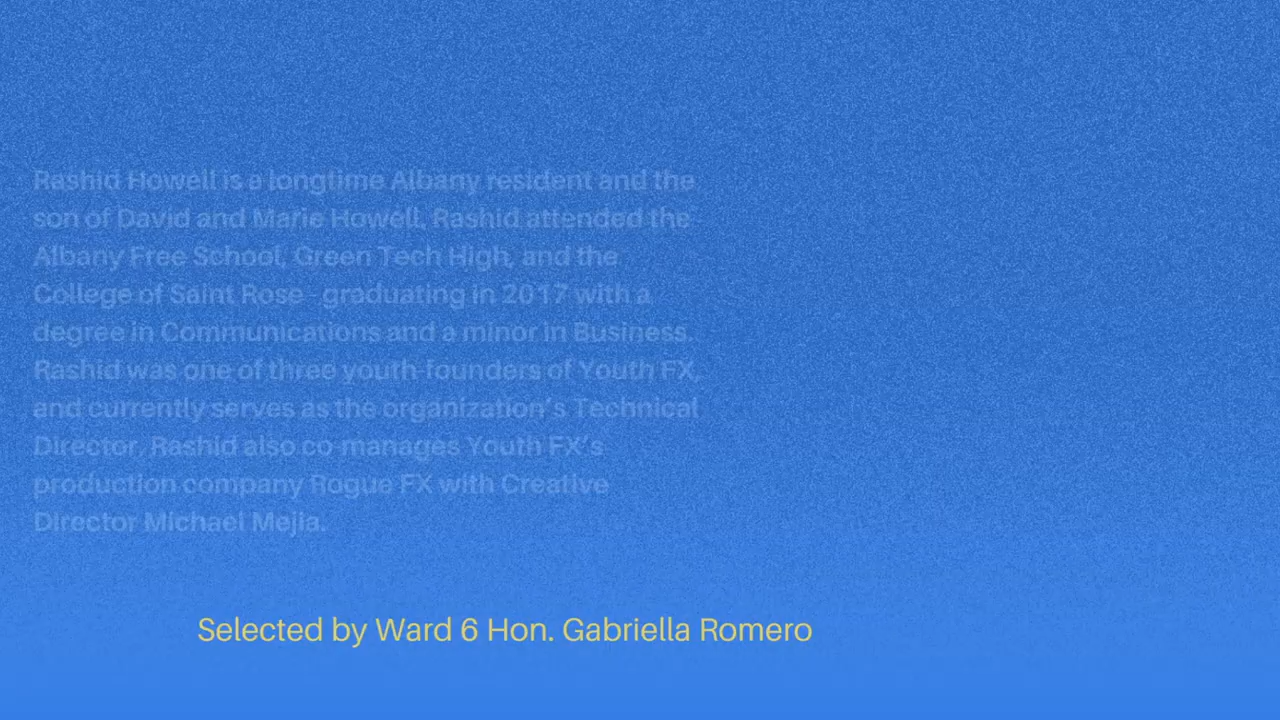 Rashid Howell is a longtime Albany resident and the
son of David and Marie Howell. Rashid attended the
Albany Free School, Green Tech High, and the
College of Saint Rose - graduating in 2017 with a
degree in Communications and a minor in Business.
Rashid was one of three youth-founders of Youth FX,
and currently serves as the organization’s Technical
Director. Rashid also co-manages Youth FX’s
production company Rogue FX with Creative
Director Michael Mejia.
Selected by Ward 6 Hon. Gabriella Romero